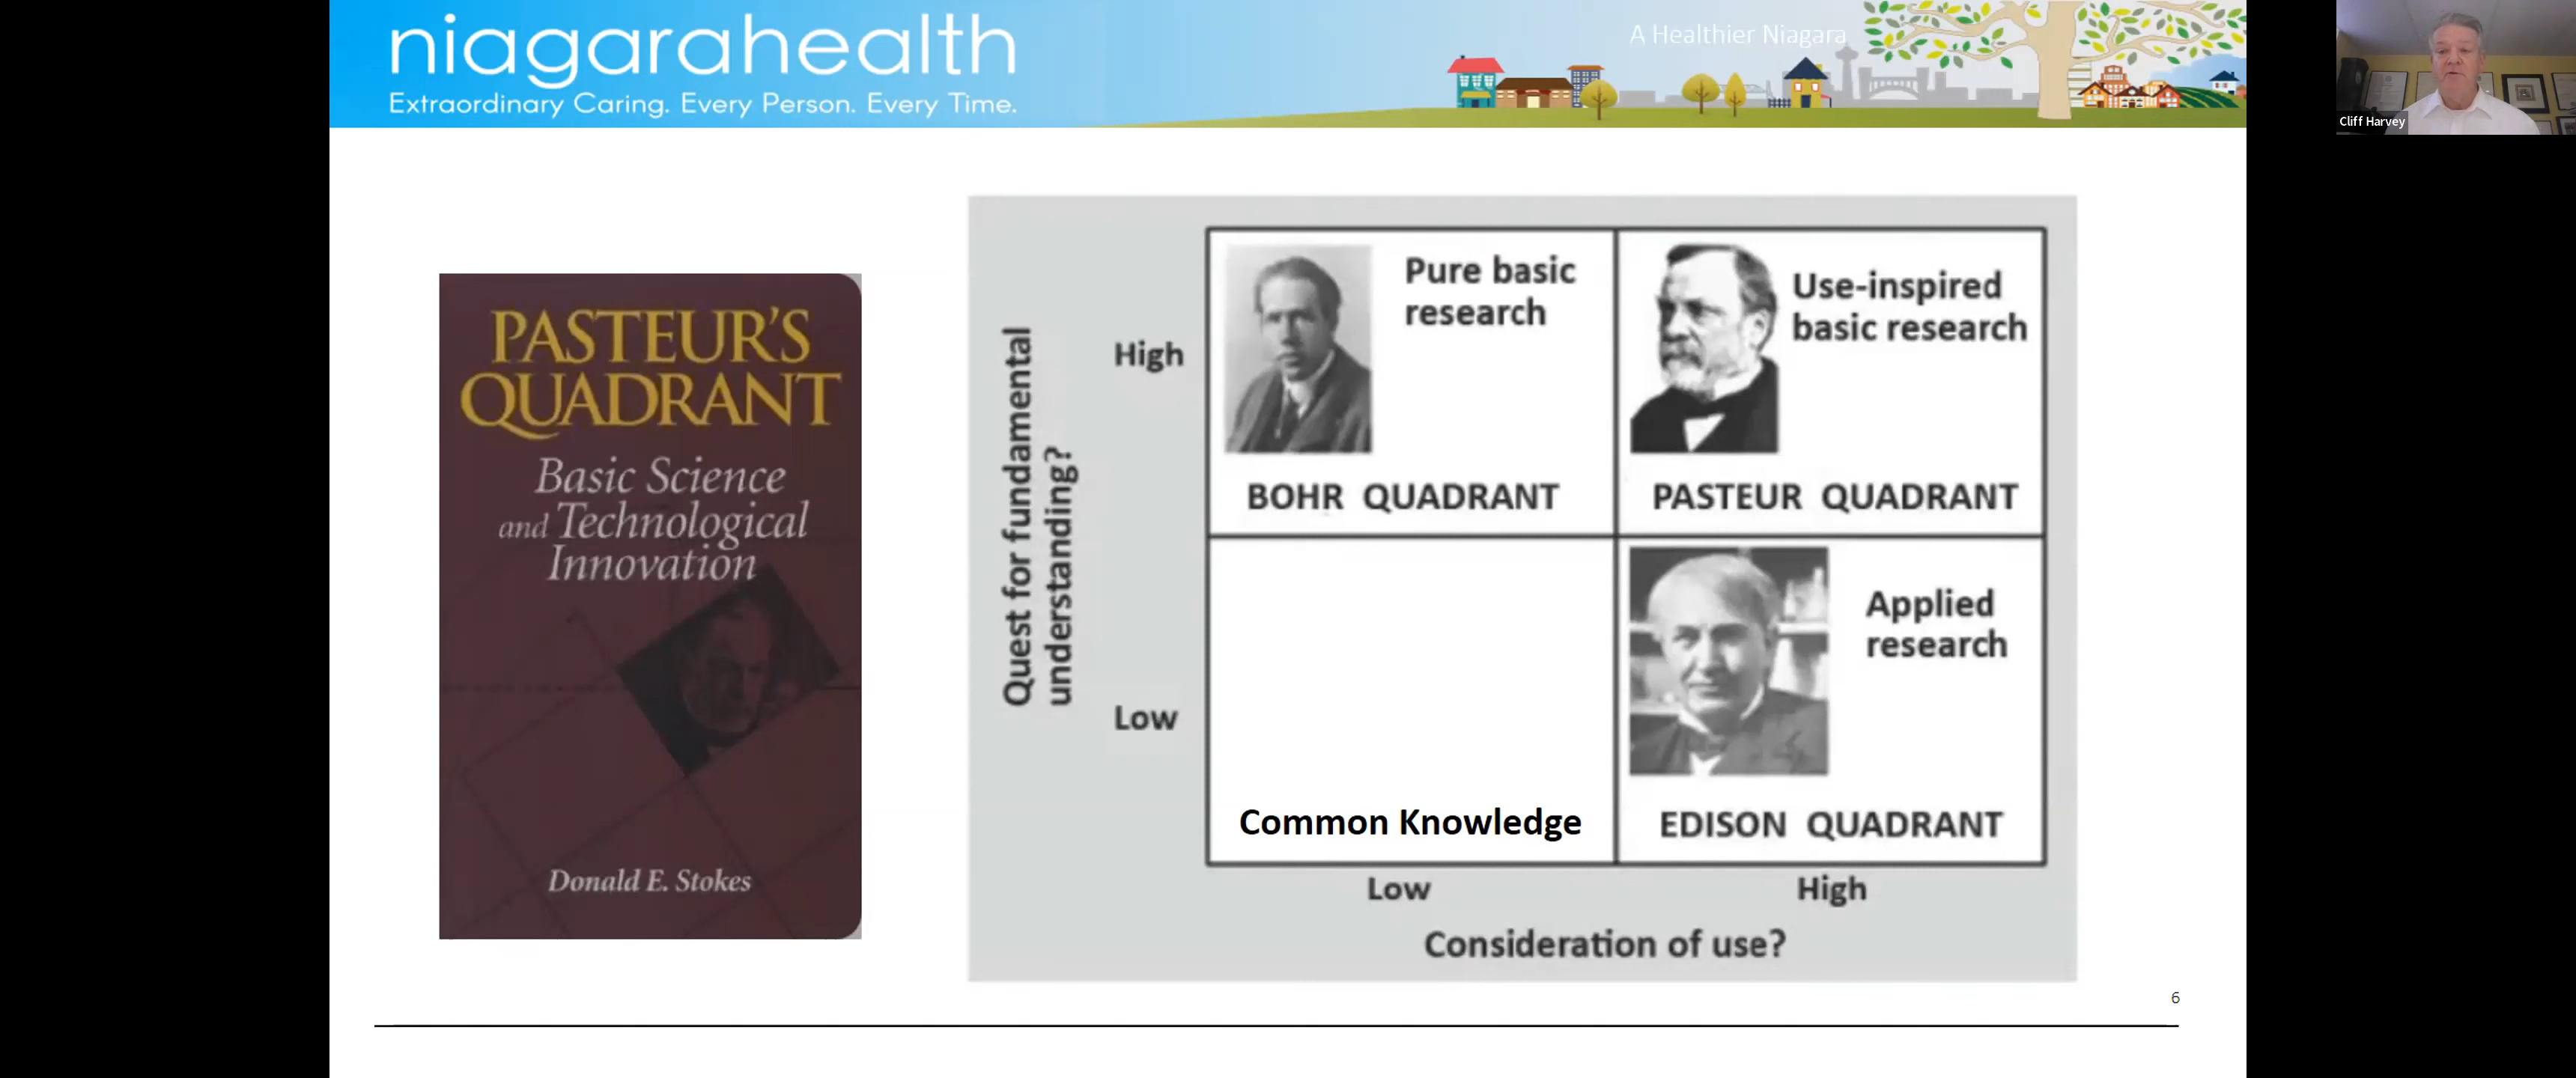 niagarahealth
Extraordinary Caring. Every Person. Every Time.
A Healthier Niagara
Cliff Harvey
PASTEUR'S
QUADRANT
Basic Science
and Technological
Innovation
Donald E. Stokes
Quest for fundamental
understanding?
High
Low
Pure basic
research
BOHR QUADRANT
Use-inspired
basic research
PASTEUR QUADRANT
Common Knowledge
Applied
research
EDISON QUADRANT
Low
High
Consideration of use?
6